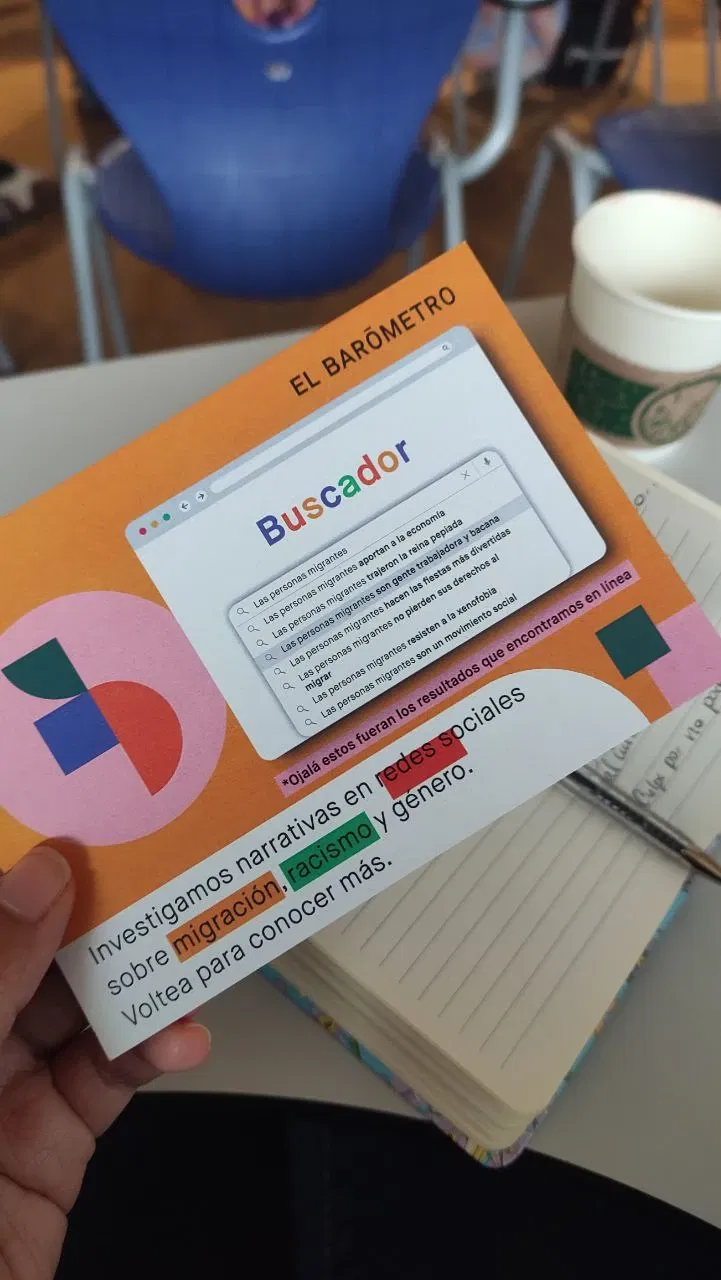 EL BARÓMETRO
Buscador
Las personas migrantes
Las personas migrantes aportan a la economía
Las personas migrantes trajeron la reina pepiada
Las personas migrantes son gente trabajadora y bacana
Las personas migrantes hacen las fiestas más divertidas
Las personas migrantes no pierden sus derechos al
migrar
Las personas migrantes resisten a la xenofobia
Las personas migrantes son un movimiento social
*Ojalá estos fueran los resultados que encontramos en línea
Investigamos narrativas en redes sociales
sobre migración, racismo y género.
Voltea para conocer más.